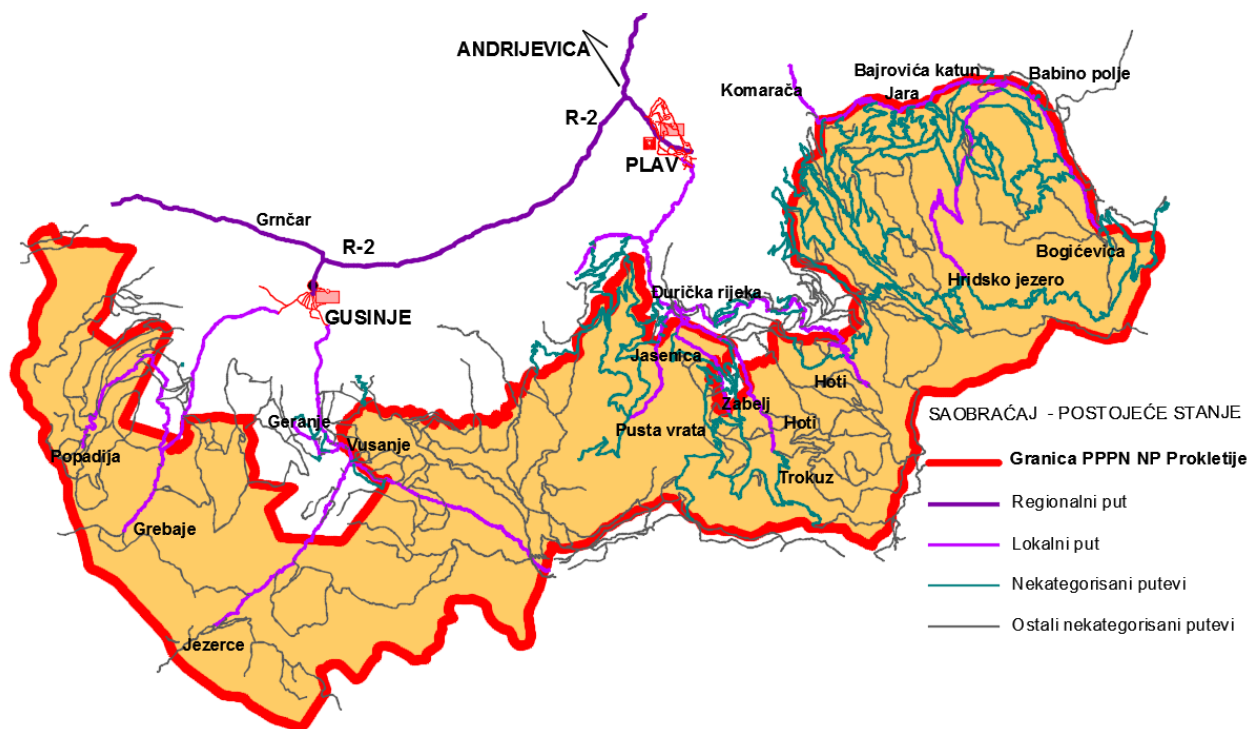 ANDRIJEVICA
R-2
PLAV
Komarača
Bajrovića katun
Jara
Babino polje
Grnčar
R-2
GUSINJE
Bogićevica
Hridsko jezero
Đurička rijeka
Jasenica
Hoti
Zabelj
Hoti
Pusta vrata
Trokuz
Geranje
Vusanje
Popadija
Grebaje
Jezerce
SAOBRAĆAJ - POSTOJEĆE STANJE
Granica PPPN NP Prokletije
Regionalni put
Lokalni put
Nekategorisani putevi
Ostali nekategorisani putevi